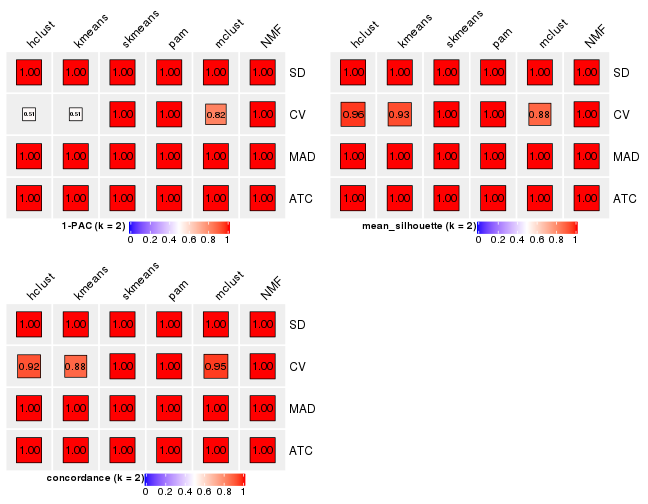 hclust kmeans skmeans pam mclust NMF
1.00 1.00 1.00 1.00 1.00 1.00 SD
0.51 0.51 1.00 1.00 0.82 1.00 CV
1.00 1.00 1.00 1.00 1.00 1.00 MAD
1.00 1.00 1.00 1.00 1.00 1.00 ATC
1-PAC (k = 2)
0 0.2 0.4 0.6 0.8 1
hclust kmeans skmeans pam mclust NMF
1.00 1.00 1.00 1.00 1.00 1.00 SD
0.96 0.93 1.00 1.00 0.88 1.00 CV
1.00 1.00 1.00 1.00 1.00 1.00 MAD
1.00 1.00 1.00 1.00 1.00 1.00 ATC
mean_silhouette (k = 2)
0 0.2 0.4 0.6 0.8 1
hclust kmeans skmeans pam mclust NMF
1.00 1.00 1.00 1.00 1.00 1.00 SD
0.92 0.88 1.00 1.00 0.95 1.00 CV
1.00 1.00 1.00 1.00 1.00 1.00 MAD
1.00 1.00 1.00 1.00 1.00 1.00 ATC
concordance (k = 2)
0 0.2 0.4 0.6 0.8 1